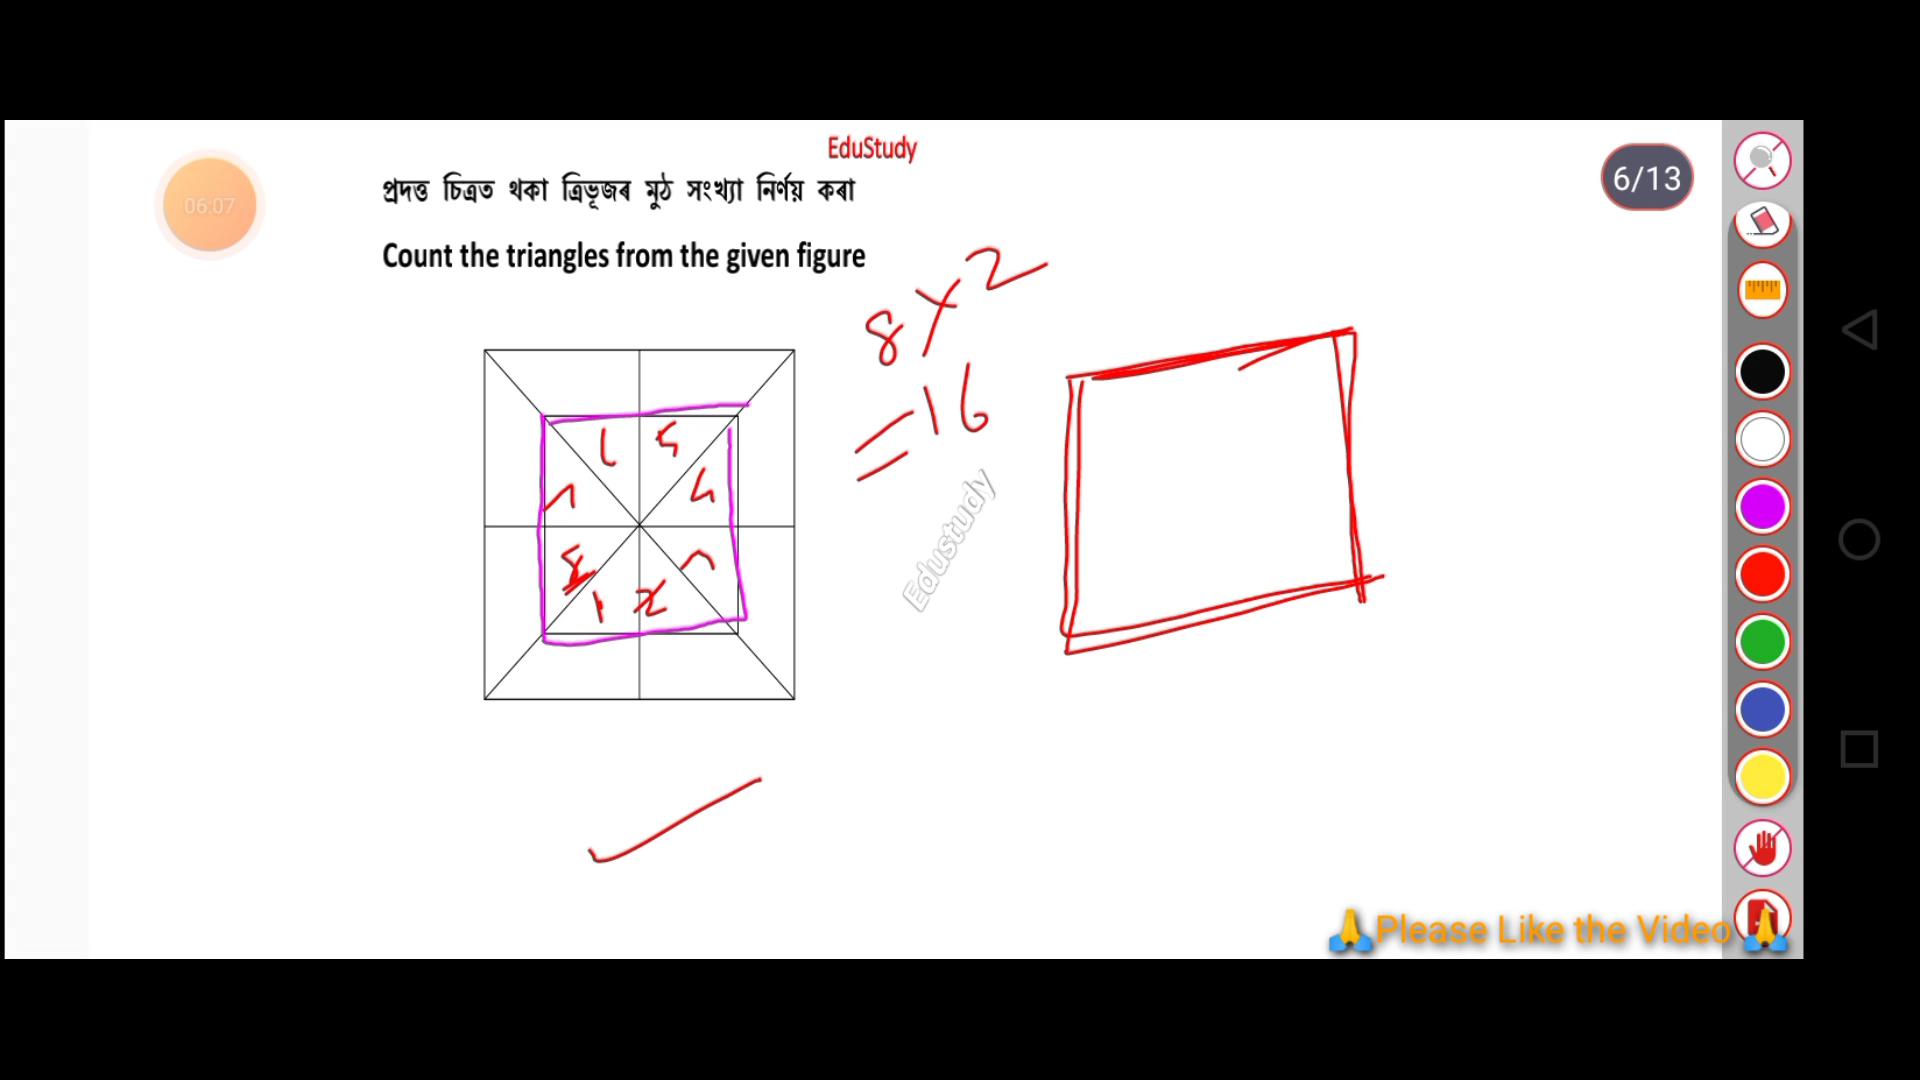 EduStudy
06:07
প্ৰদত্ত চিত্ৰত থকা ত্ৰিভূজৰ মুঠ সংখ্যা নিৰ্ণয় কৰা
6/13
Count the triangles from the given figure
8 x 2
= 16
Edustudy
🙏Please Like the Video🙏